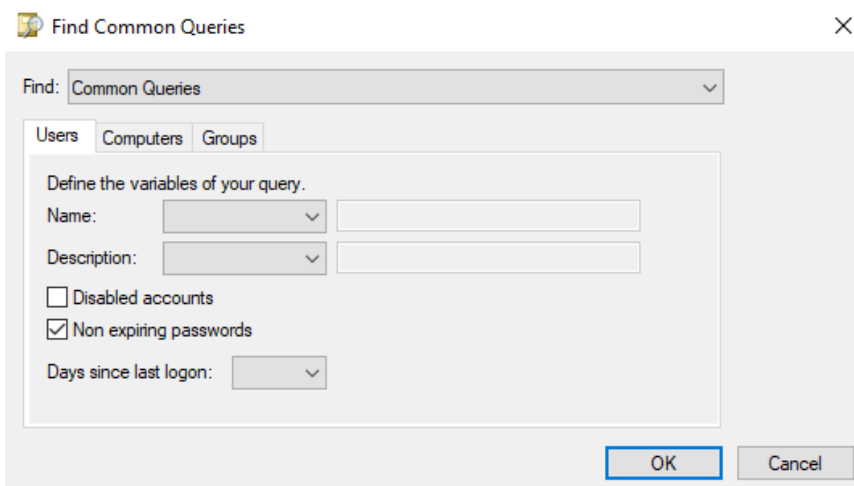 Find Common Queries
Find: Common Queries
Users Computers Groups
Define the variables of your query.
Name:
Description:
Disabled accounts
Non expiring passwords
Days since last logon:
OK Cancel